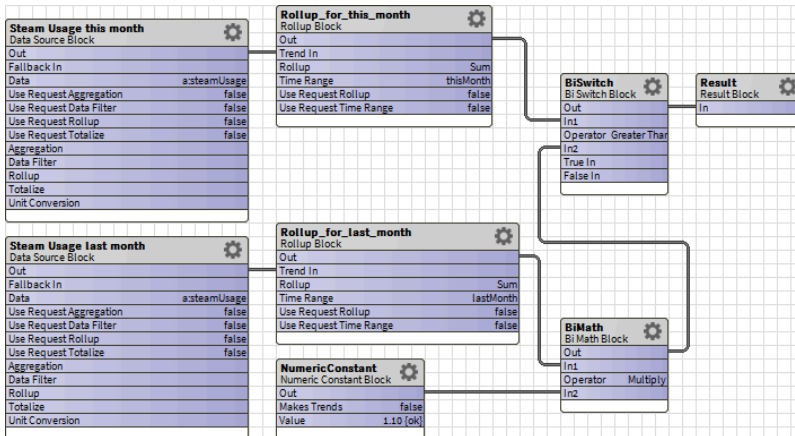 Steam Usage this month
Data Source Block
Out
Fallback In
Data a:steamUsage
Use Request Aggregation false
Use Request Data Filter false
Use Request Rollup false
Use Request Totalize false
Aggregation
Data Filter
Rollup
Totalize
Unit Conversion
Rollup_for_this_month
Rollup Block
Out
Trend In
Rollup Sum
Time Range thisMonth
Use Request Rollup false
Use Request Time Range false
BiSwitch
Bi Switch Block
Out
In1
Operator Greater Than
In2
True In
False In
Result
Result Block
In
Steam Usage last month
Data Source Block
Out
Fallback In
Data a:steamUsage
Use Request Aggregation false
Use Request Data Filter false
Use Request Rollup false
Use Request Totalize false
Aggregation
Data Filter
Rollup
Totalize
Unit Conversion
Rollup_for_last_month
Rollup Block
Out
Trend In
Rollup Sum
Time Range lastMonth
Use Request Rollup false
Use Request Time Range false
NumericConstant
Numeric Constant Block
Out
Makes Trends false
Value 1.10 {ok}
BiMath
Bi Math Block
Out
In1
Operator Multiply
In2